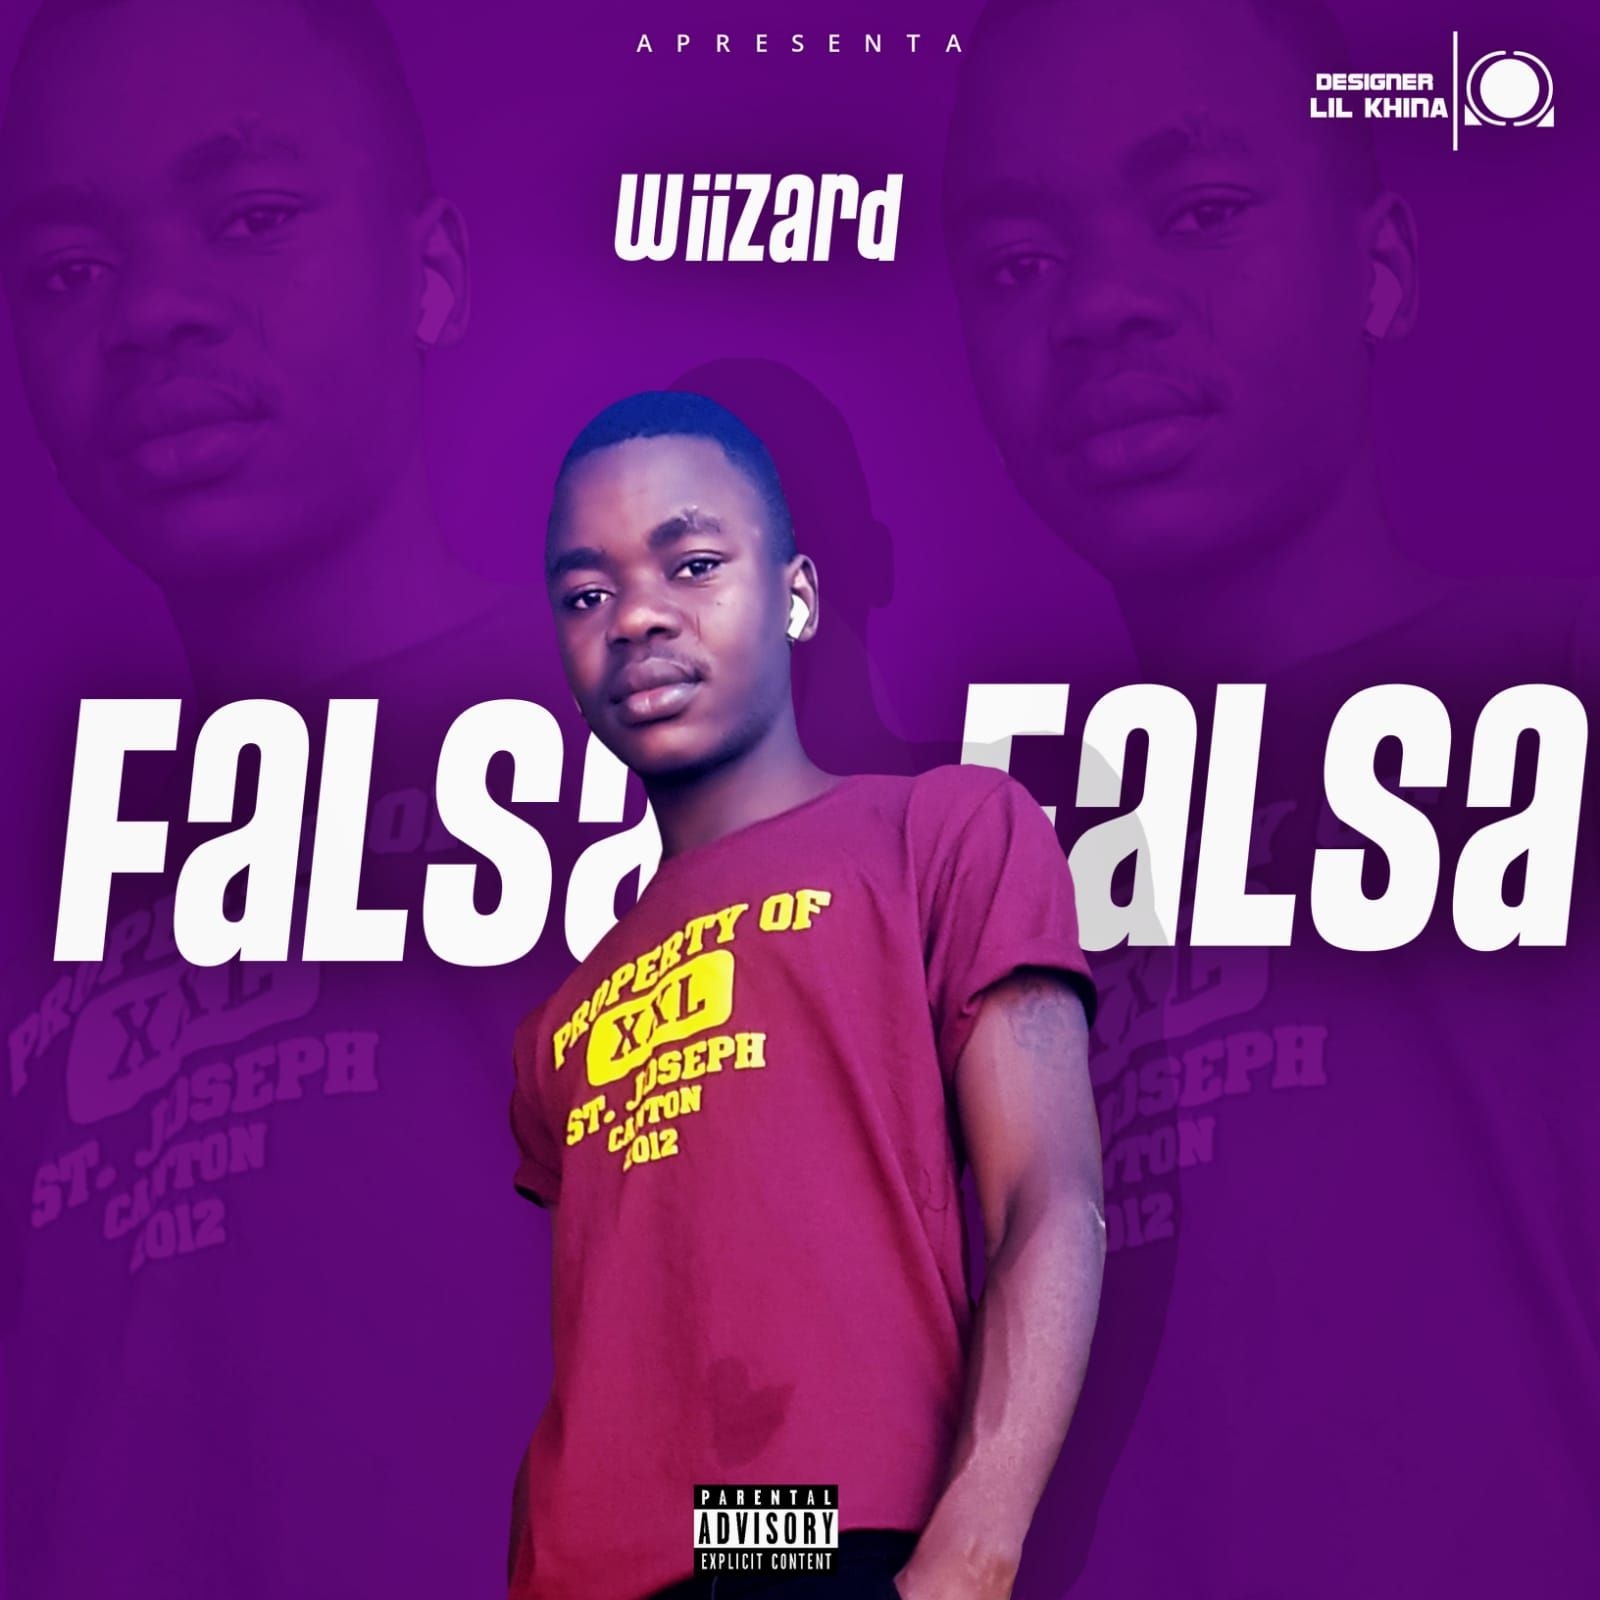 APRESENTA
DESIGNER
LIL KHINA
Wiizard
FALSA FALSA
PROPERTY OF
XXL
ST. JOSEPH
CANTON
2012
PARENTAL
ADVISORY
EXPLICIT CONTENT